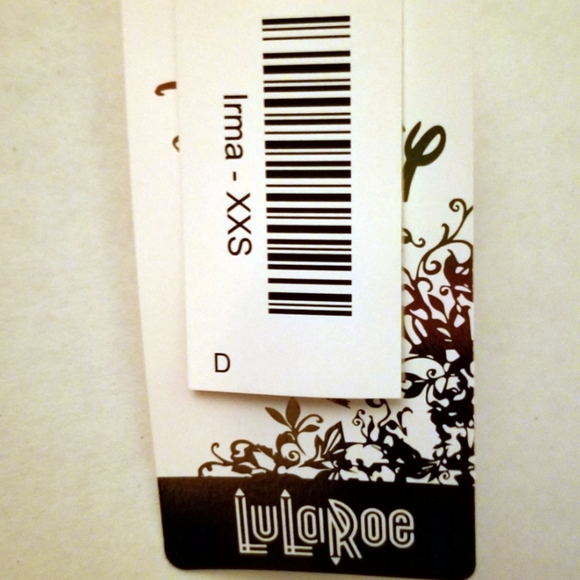 Irma - XXS
D
LuLaRoe